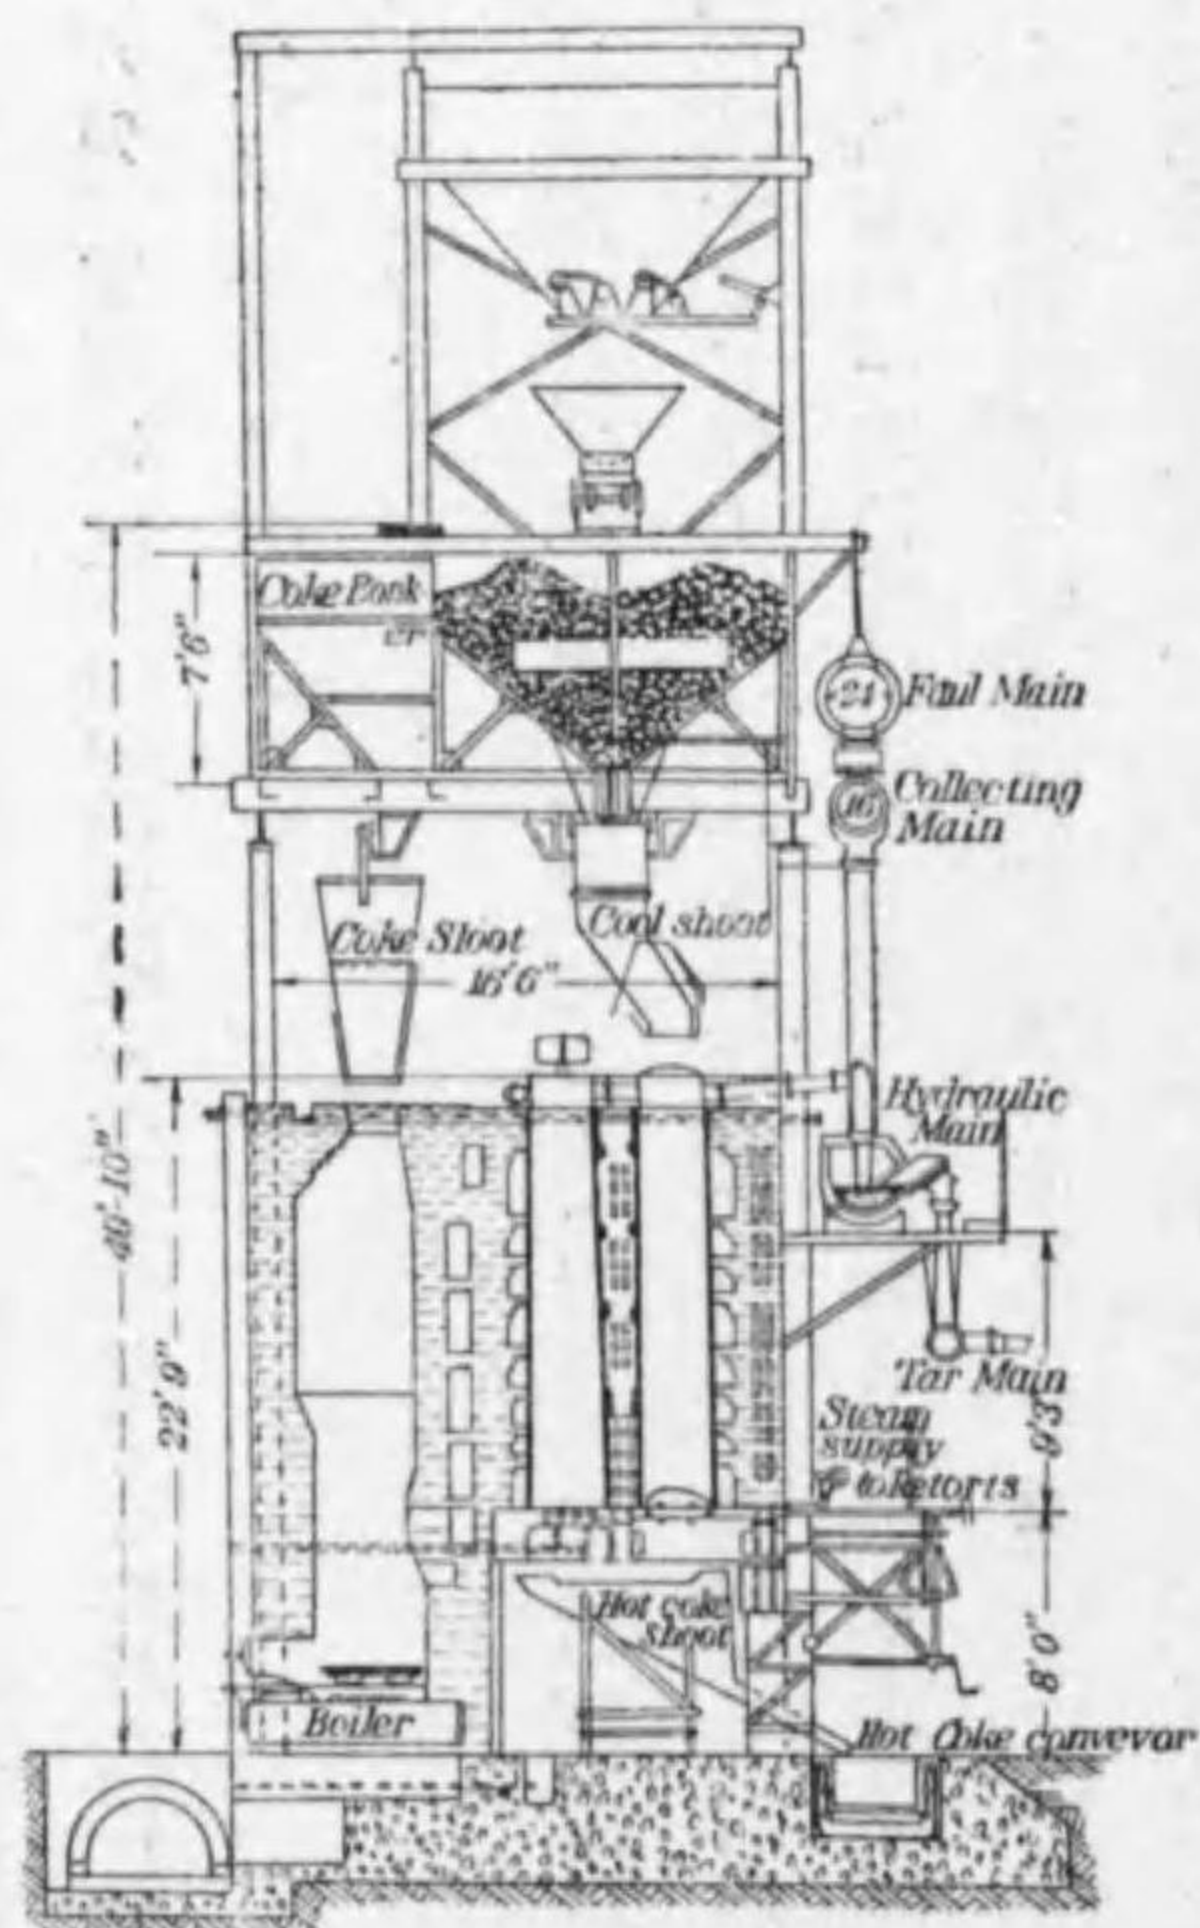 Coke Bonk
er
7'6"
24
Foul Main
16
Collecting
Main
Coke Shoot
Coal shoot
16'6"
Hydraulic
Main
40'-10"
22'9"
Tar Main
9'3"
Steam
supply
to Retorts
Hot coke
shoot
8'0"
Boiler
Hot Coke conveyor